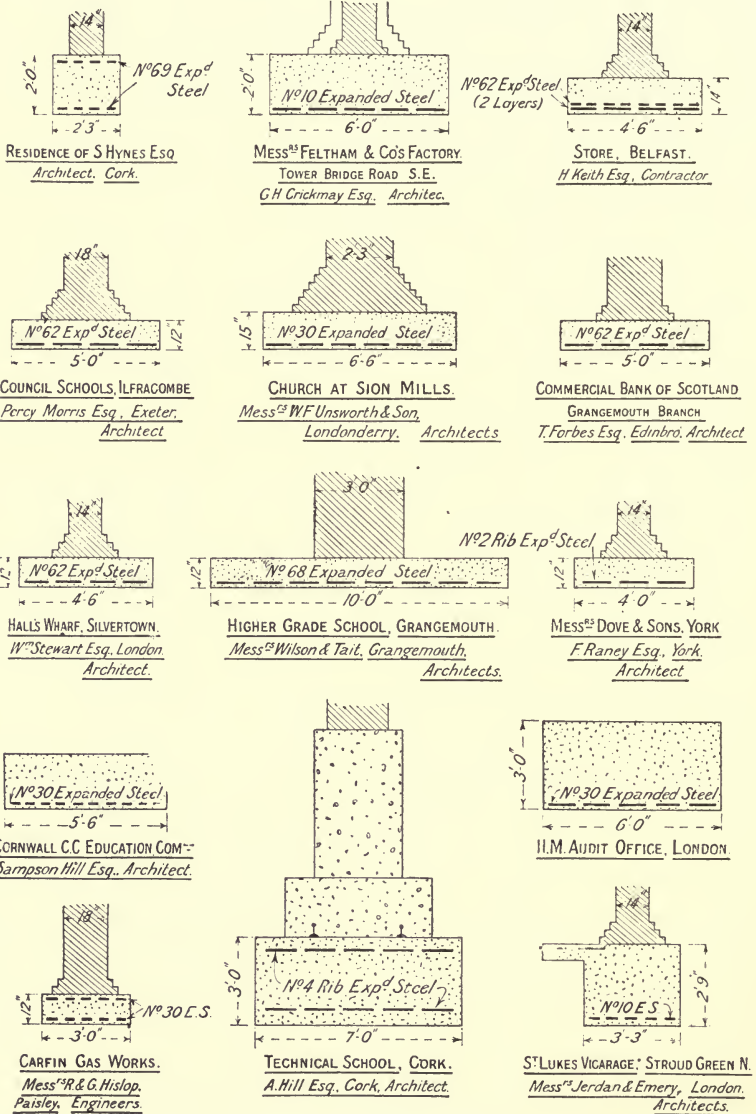 14"
2'0"
Nº69 Expd
Steel
2'3"
RESIDENCE OF S HYNES ESQ
Architect. Cork.
2'0"
Nº10 Expanded Steel
6'0"
MESSRS FELTHAM & CO'S FACTORY.
TOWER BRIDGE ROAD S.E.
G H Crickmay Esq. Architec.
14"
Nº62 Expd Steel.
(2 Layers)
14"
4'6"
STORE, BELFAST.
H Keith Esq, Contractor
18"
Nº62 Expd Steel
12"
5'0"
COUNCIL SCHOOLS, ILFRACOMBE
Percy Morris Esq, Exeter,
Architect
2'3"
15"
Nº30 Expanded Steel
6'6"
CHURCH AT SION MILLS.
Messrs W.F Unsworth & Son,
Londonderry. Architects
Nº62 Expd Steel
5'0"
COMMERCIAL BANK OF SCOTLAND
GRANGEMOUTH BRANCH
T. Forbes Esq. Edinbro. Architect
14"
12"
Nº62 Expd Steel
4'6"
HALL'S WHARF, SILVERTOWN.
Wm Stewart Esq., London.
Architect.
3'0"
12"
Nº68 Expanded Steel
10'0"
HIGHER GRADE SCHOOL, GRANGEMOUTH.
Messrs Wilson & Tait, Grangemouth,
Architects.
14"
Nº2 Rib Expd Steel
12"
4'0"
MESSRS DOVE & SONS. YORK
F. Raney Esq., York.
Architect
Nº30 Expanded Steel
5'6"
CORNWALL C.C EDUCATION COMTEE
Sampson Hill Esq.. Architect.
3'0"
Nº4 Rib Expd Steel
7'0"
TECHNICAL SCHOOL, CORK.
A. Hill Esq., Cork, Architect.
3'0"
Nº30 Expanded Steel
6'0"
H.M. AUDIT OFFICE, LONDON.
18"
12"
Nº30 E.S.
3'0"
CARFIN GAS WORKS.
Messrs R. & G. Hislop,
Paisley, Engineers.
14"
2'9"
Nº10 E S
3'3"
ST LUKES VICARAGE, STROUD GREEN N.
Messrs Jerdan & Emery, London.
Architects.